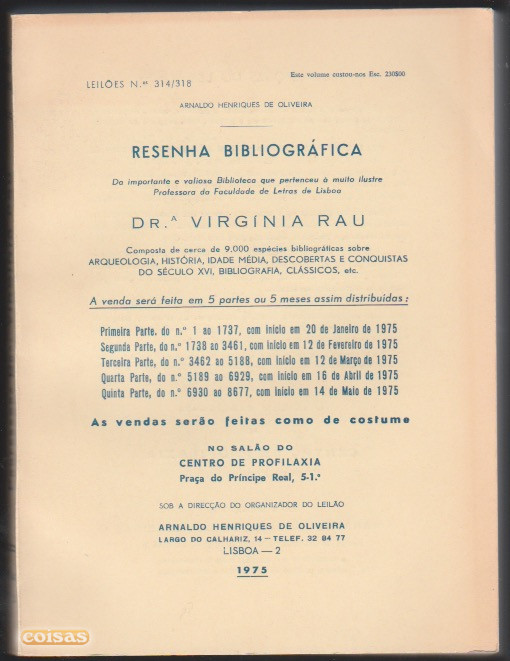 LEILÕES N.ºs 314/318
Este volume custou-nos Esc. 230$00
ARNALDO HENRIQUES DE OLIVEIRA
RESENHA BIBLIOGRÁFICA
Da importante e valiosa Biblioteca que pertenceu à muito ilustre
Professora da Faculdade de Letras de Lisboa
DR.ᴬ VIRGÍNIA RAU
Composta de cerca de 9.000 espécies bibliográficas sobre
ARQUEOLOGIA, HISTÓRIA, IDADE MÉDIA, DESCOBERTAS E CONQUISTAS
DO SÉCULO XVI, BIBLIOGRAFIA, CLÁSSICOS, etc.
A venda será feita em 5 partes ou 5 meses assim distribuidas :
Primeira Parte. do n.º 1 ao 1737, com inicio em 20 de Janeiro de 1975
Segunda Parte, do n.º 1738 ao 3461, com inicio em 12 de Fevereiro de 1975
Terceira Parte, do n.º 3462 ao 5188, com inicio em 12 de Março de 1975
Quarta Parte, do n.º 5189 ao 6929, com inicio em 16 de Abril de 1975
Quinta Parte, do n.º 6930 ao 8677, com inicio em 14 de Maio de 1975
As vendas serão feitas como de costume
NO SALÃO DO
CENTRO DE PROFILAXIA
Praça do Príncipe Real, 5-1.º
SOB A DIRECÇÃO DO ORGANIZADOR DO LEILÃO
ARNALDO HENRIQUES DE OLIVEIRA
LARGO DO CALHARIZ, 14 — TELEF. 32 84 77
LISBOA — 2
1975
coisas